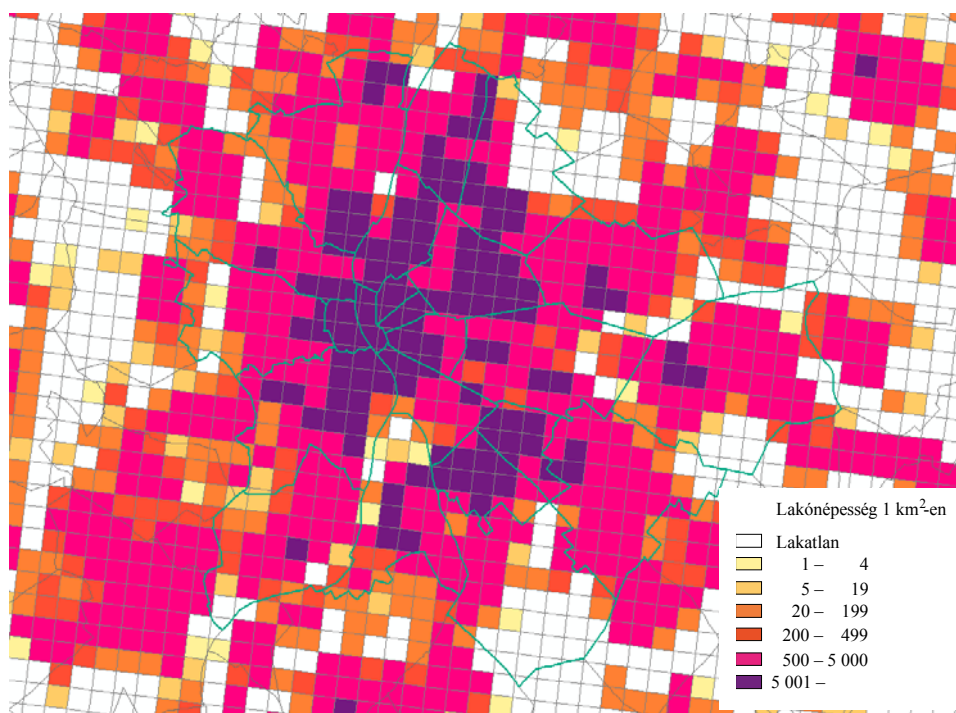 Lakónépesség 1 km²-en
Lakatlan
1 – 4
5 – 19
20 – 199
200 – 499
500 – 5 000
5 001 –